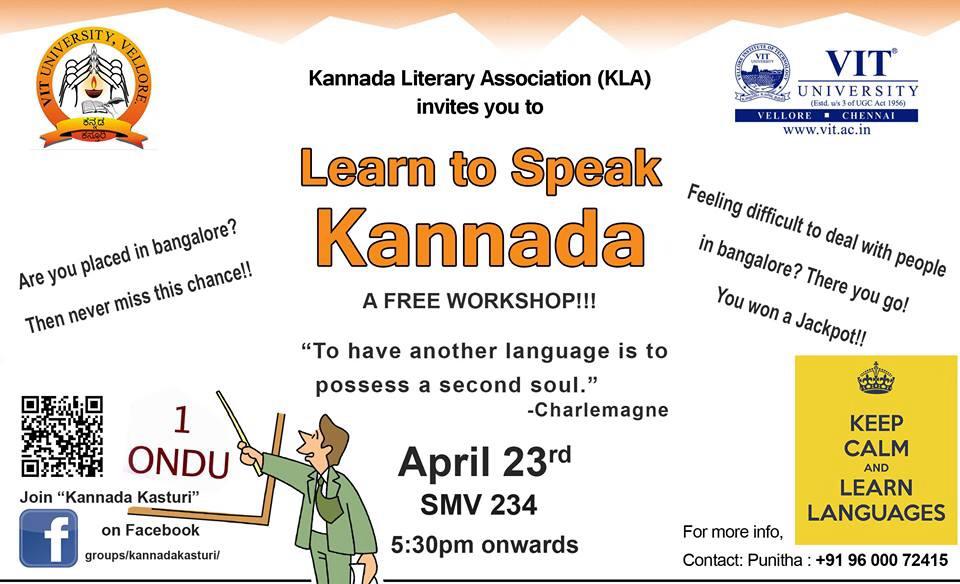 VIT UNIVERSITY, VELLORE.
ಕನ್ನಡ
ಕಸ್ತೂರಿ
Kannada Literary Association (KLA)
invites you to
VIT®
UNIVERSITY
(Estd. u/s 3 of UGC Act 1956)
VELLORE ▪ CHENNAI
www.vit.ac.in
Learn to Speak
Kannada
A FREE WORKSHOP!!!
Are you placed in bangalore?
Then never miss this chance!!
Feeling difficult to deal with people
in bangalore? There you go!
You won a Jackpot!!
“To have another language is to
possess a second soul.”
-Charlemagne
1
ONDU
April 23rd
SMV 234
5:30pm onwards
Join “Kannada Kasturi”
on Facebook
groups/kannadakasturi/
KEEP
CALM
AND
LEARN
LANGUAGES
For more info,
Contact: Punitha : +91 96 000 72415